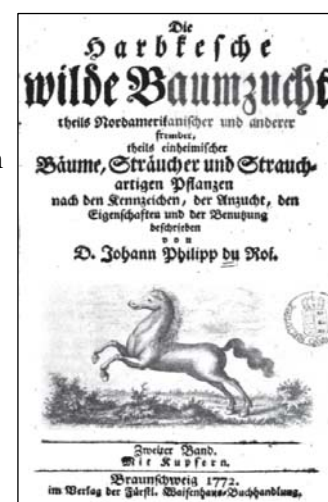 Die
Harbkesche
wilde Baumzucht
theils Nordamerikanischer und anderer
fremder,
theils einheimischer
Bäume, Sträucher und Strauch-
artigen Pflanzen
nach den Kennzeichen, der Anzucht, den
Eigenschaften und der Benutzung
beschrieben
von
D. Johann Philipp du Roi.
Zweiter Band.
Mit Kupfern.
Braunschweig 1772.
im Verlag der Fürstl. Waisenhaus-Buchhandlung.